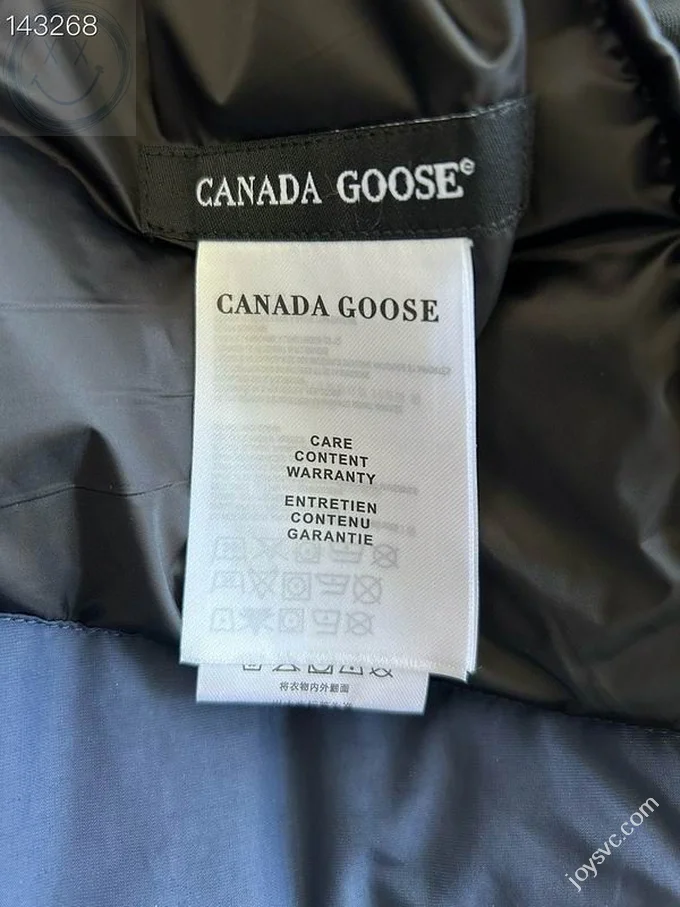 143268
CANADA GOOSE®
CANADA GOOSE
CARE
CONTENT
WARRANTY
ENTRETIEN
CONTENU
GARANTIE
将衣物内外翻面
joysvc.com